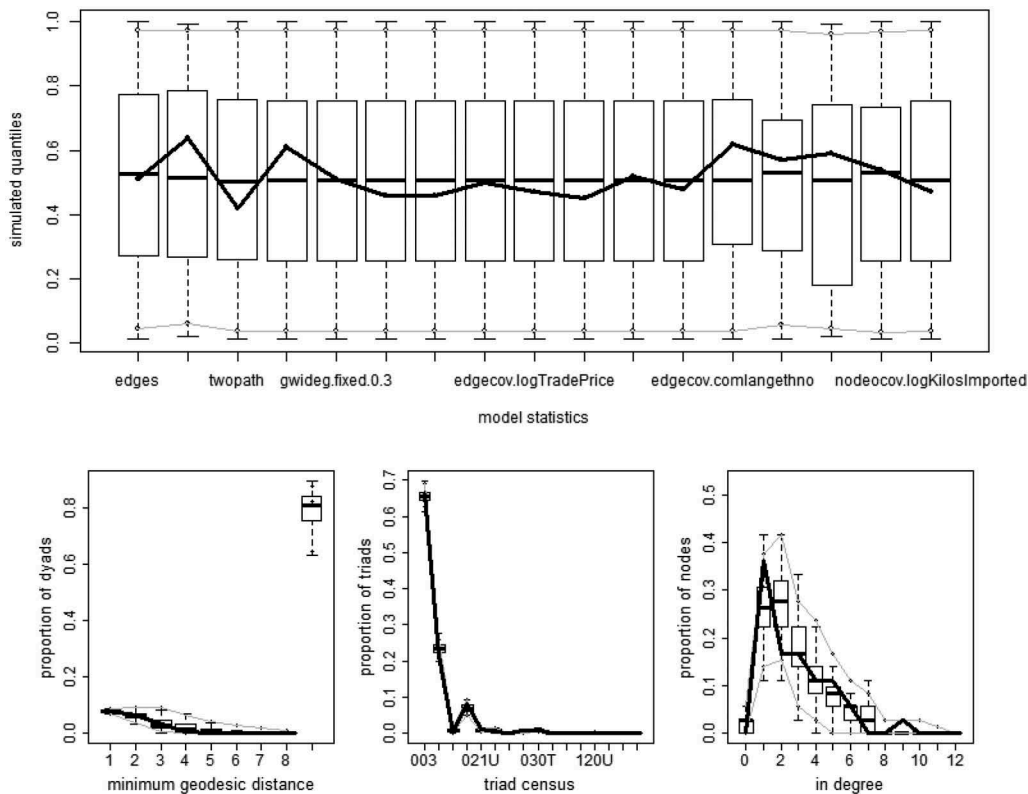 simulated quantiles
0.0 0.2 0.4 0.6 0.8 1.0
edges twopath gwideg.fixed.0.3 edgecov.logTradePrice edgecov.comlangethno nodeocov.logKilosImported
model statistics
proportion of dyads
0.0 0.2 0.4 0.6 0.8
1 2 3 4 5 6 7 8
minimum geodesic distance
proportion of triads
0.0 0.1 0.2 0.3 0.4 0.5 0.6 0.7
003 021U 030T 120U
triad census
proportion of nodes
0.0 0.1 0.2 0.3 0.4 0.5
0 2 4 6 8 10 12
in degree